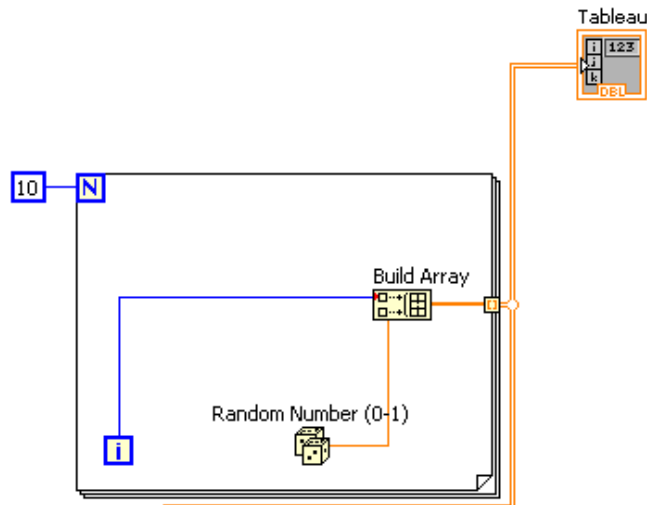 Tableau
i 123
j
k
DBL
10 N
Build Array
Random Number (0-1)
i